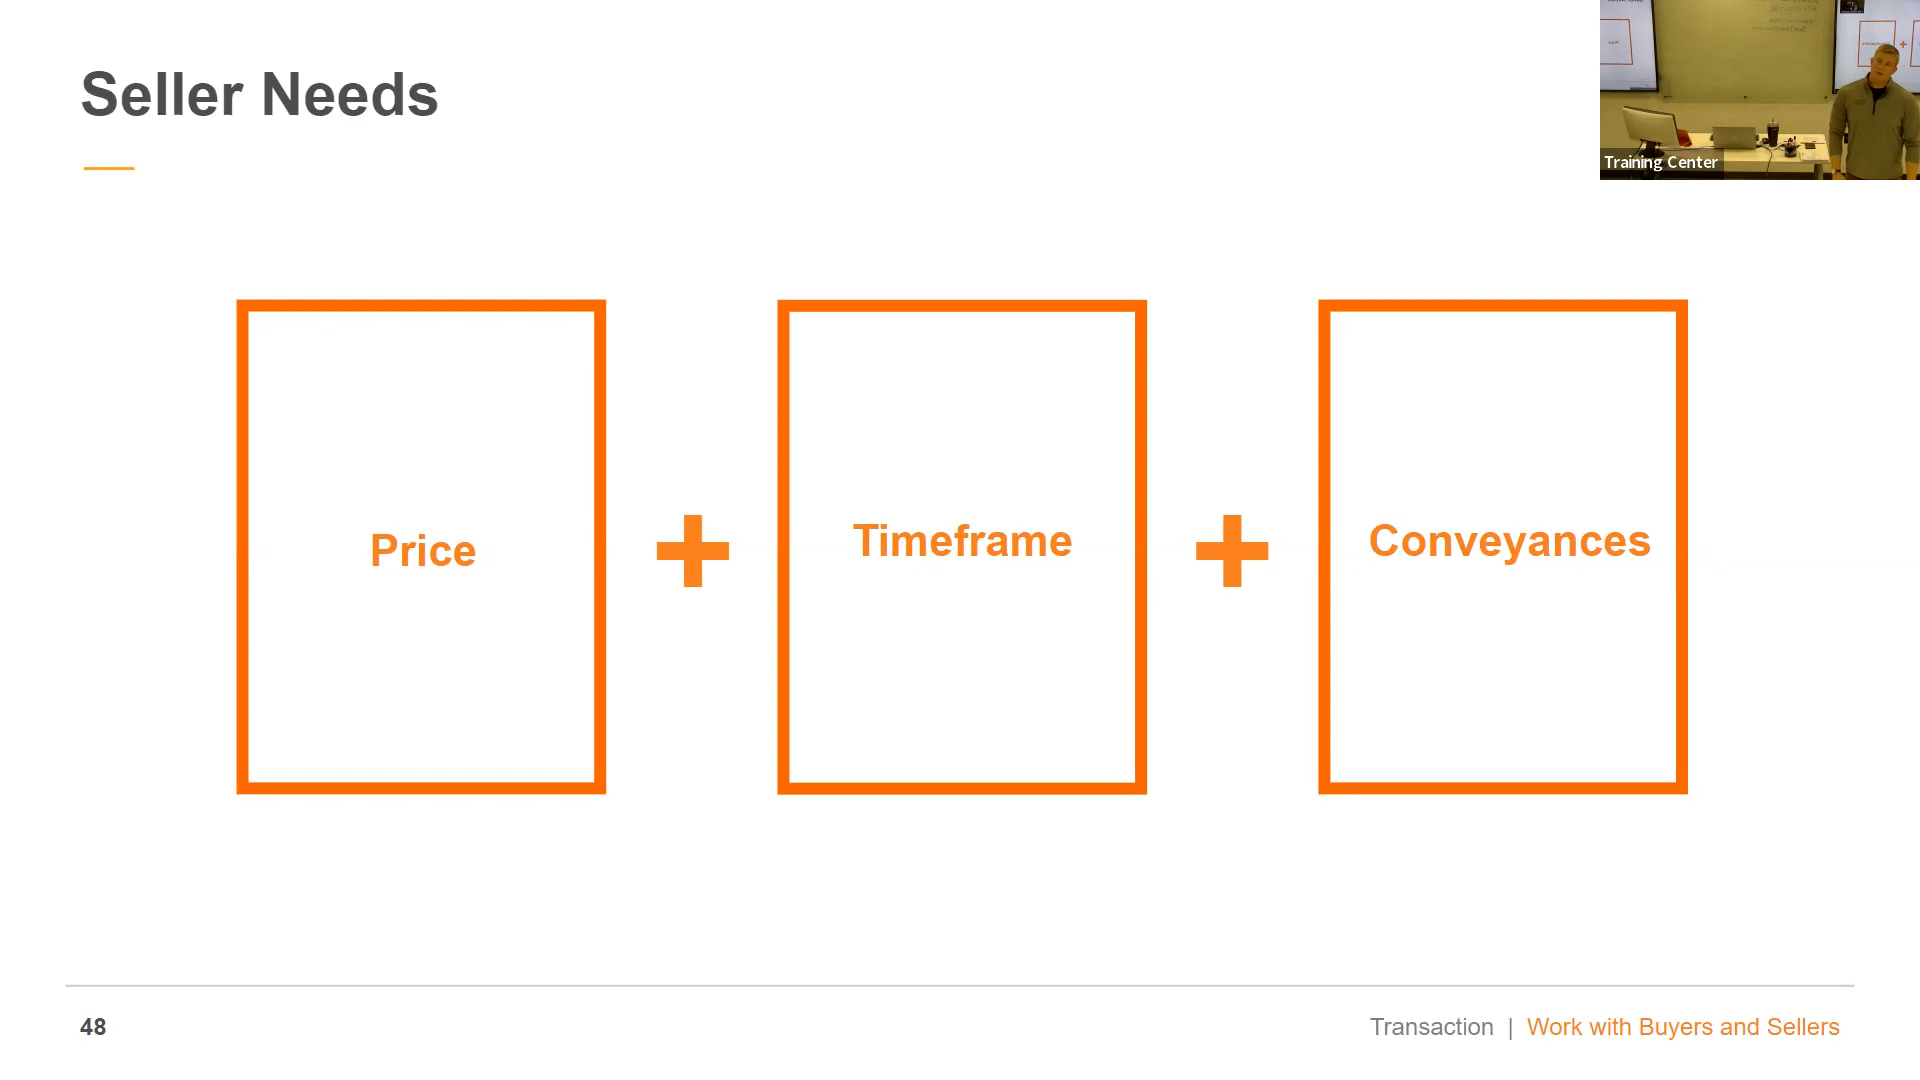 Seller Needs
Training Center
Price
Timeframe
Conveyances
48
Transaction | Work with Buyers and Sellers